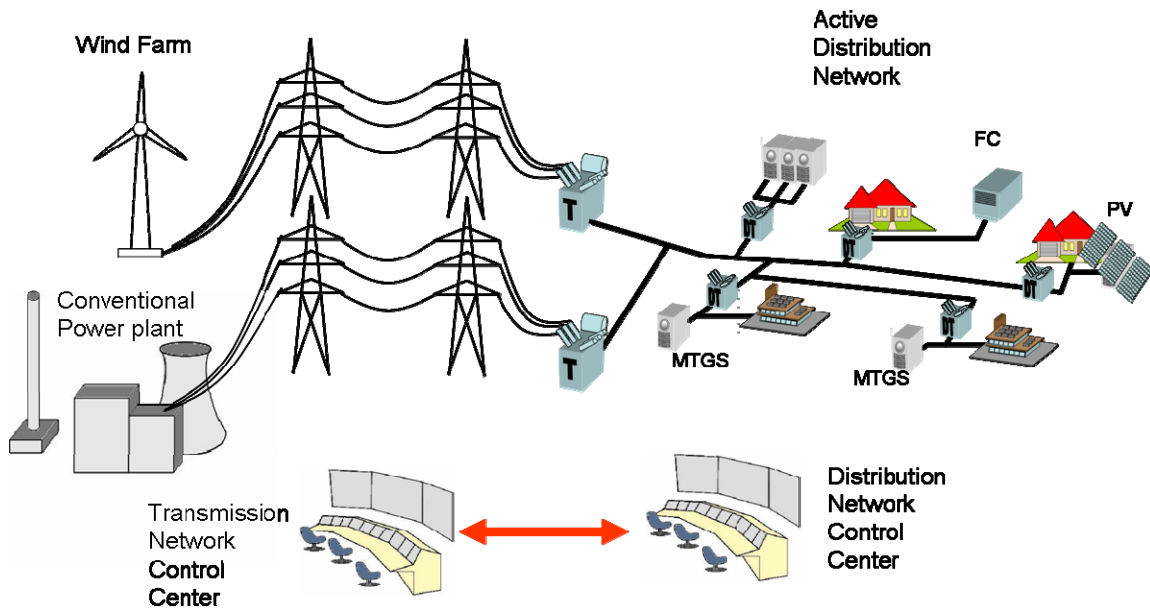 Wind Farm
Active
Distribution
Network
FC
PV
T
DT
DT
DT
DT
DT
Conventional
Power plant
T
MTGS
MTGS
Transmission
Network
Control
Center
Distribution
Network
Control
Center